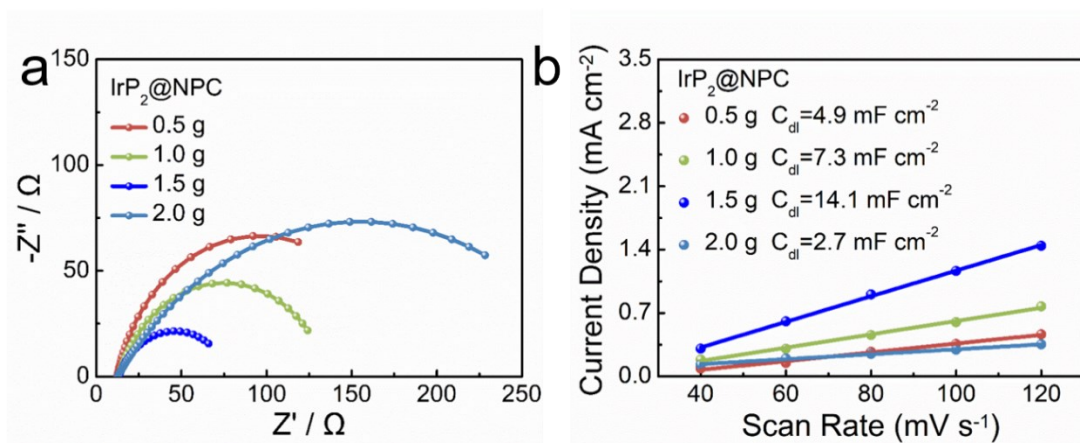 a
150
100
50
0
-Z" / Ω
IrP₂@NPC
0.5 g
1.0 g
1.5 g
2.0 g
0 50 100 150 200 250
Z' / Ω
b
3.5
2.8
2.1
1.4
0.7
0.0
Current Density (mA cm⁻²)
IrP₂@NPC
0.5 g C_dl=4.9 mF cm⁻²
1.0 g C_dl=7.3 mF cm⁻²
1.5 g C_dl=14.1 mF cm⁻²
2.0 g C_dl=2.7 mF cm⁻²
40 60 80 100 120
Scan Rate (mV s⁻¹)